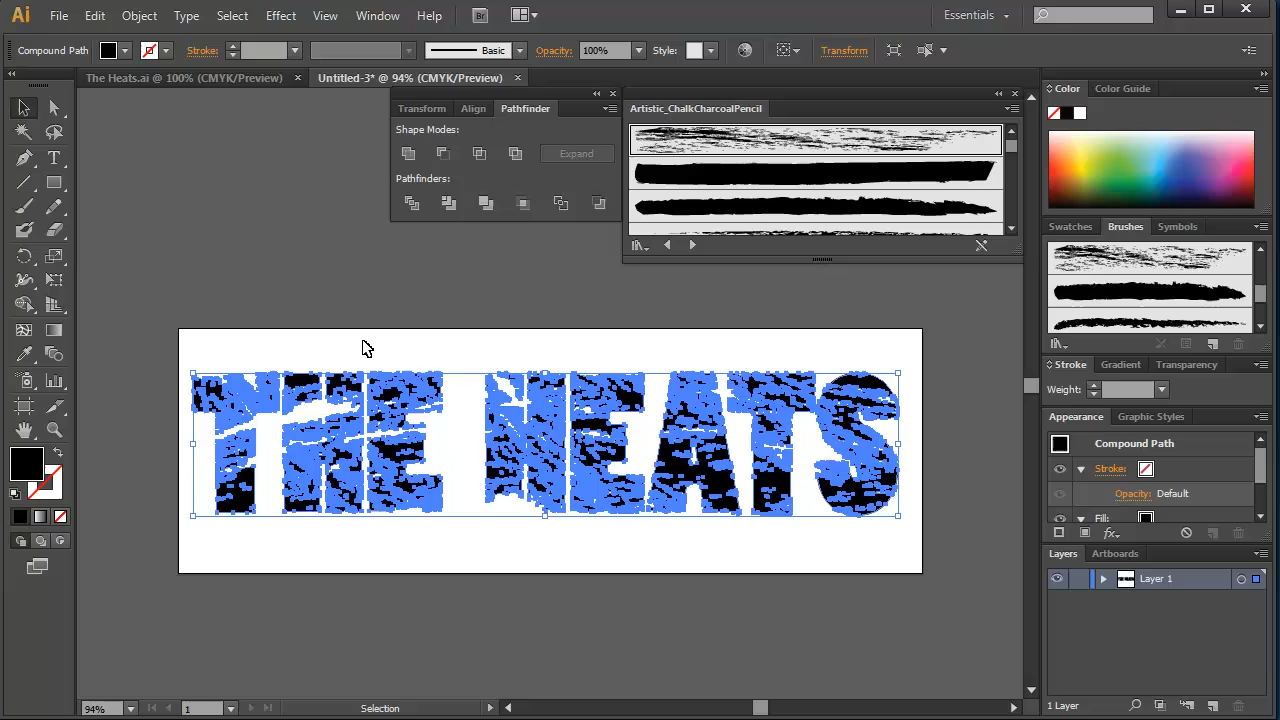 Ai File Edit Object Type Select Effect View Window Help Br Essentials
Compound Path Stroke: Basic Opacity: 100% Style: Transform
The Heats.ai @ 100% (CMYK/Preview) × Untitled-3* @ 94% (CMYK/Preview) ×
Transform Align Pathfinder
Shape Modes:
Expand
Pathfinders:
Artistic_ChalkCharcoalPencil
THE HEATS
Color Color Guide
Swatches Brushes Symbols
Stroke Gradient Transparency
Weight:
Appearance Graphic Styles
Compound Path
Stroke:
Opacity: Default
Fill:
Layers Artboards
Layer 1
1 Layer
94% 1 Selection